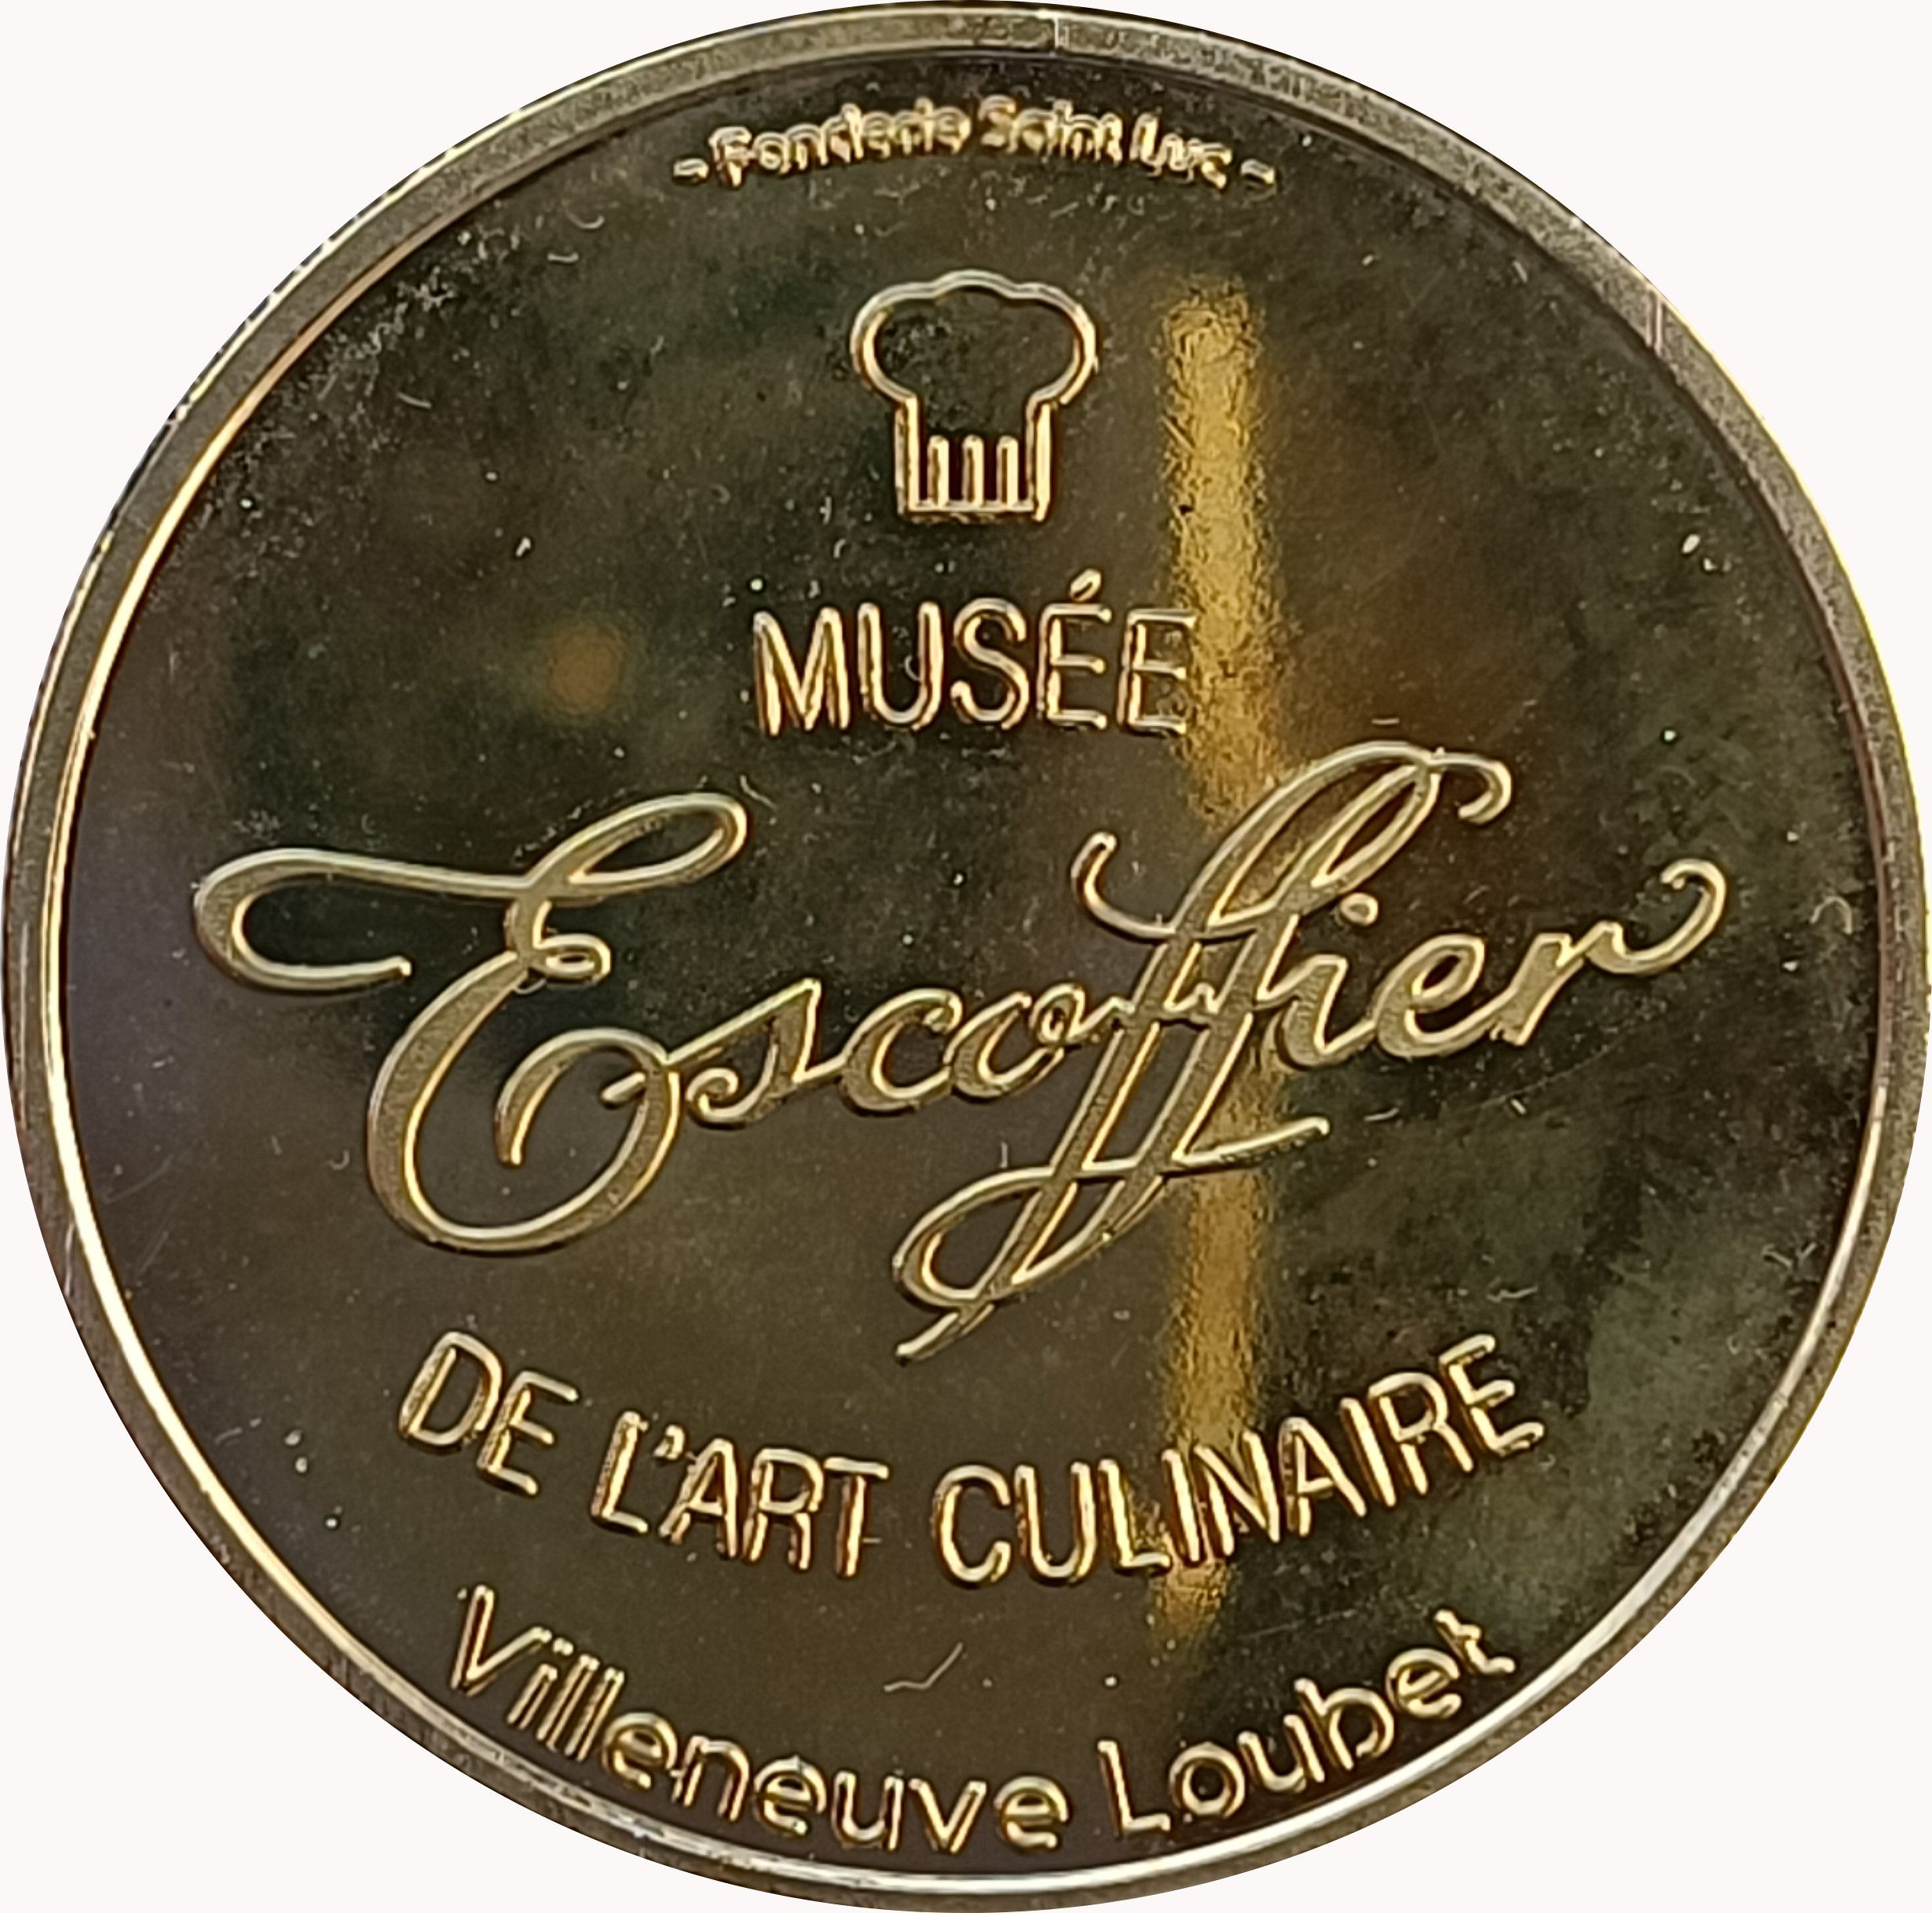 - Fonderie Saint Luc -
MUSÉE
Escoffier
DE L'ART CULINAIRE
Villeneuve Loubet